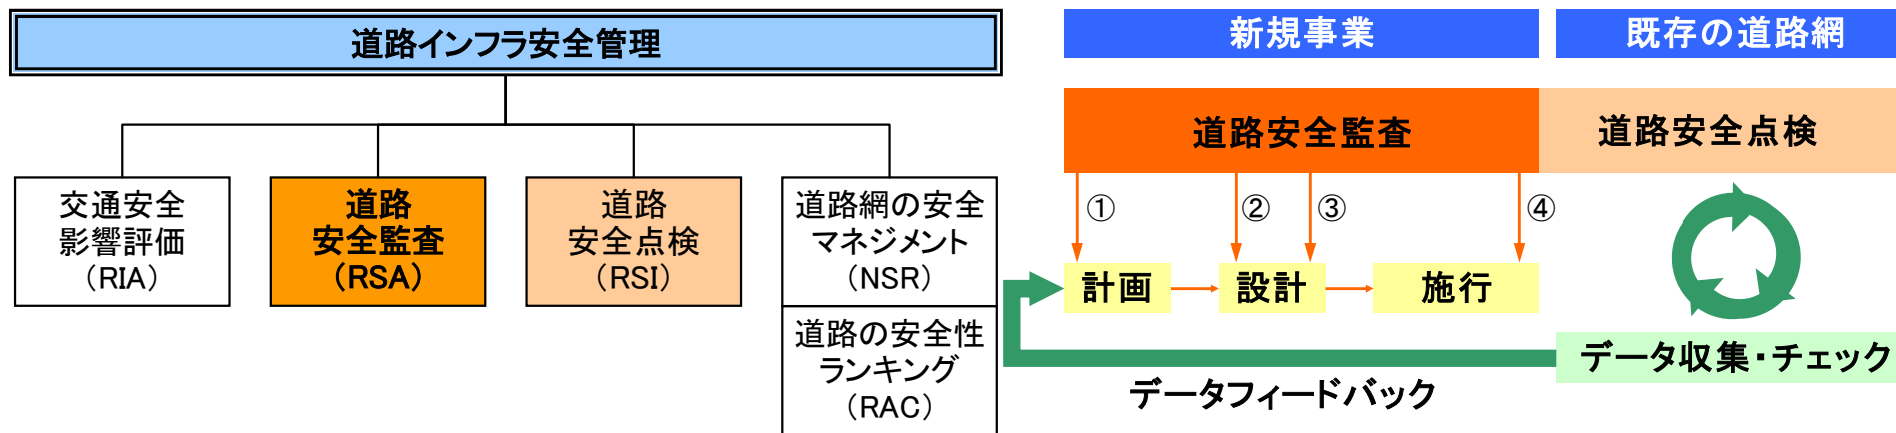 道路インフラ安全管理
交通安全
影響評価
（RIA）
道路
安全監査
（RSA）
道路
安全点検
（RSI）
道路網の安全
マネジメント
（NSR）
道路の安全性
ランキング
（RAC）
新規事業
既存の道路網
道路安全監査
道路安全点検
①
②
③
④
計画
設計
施行
データ収集・チェック
データフィードバック